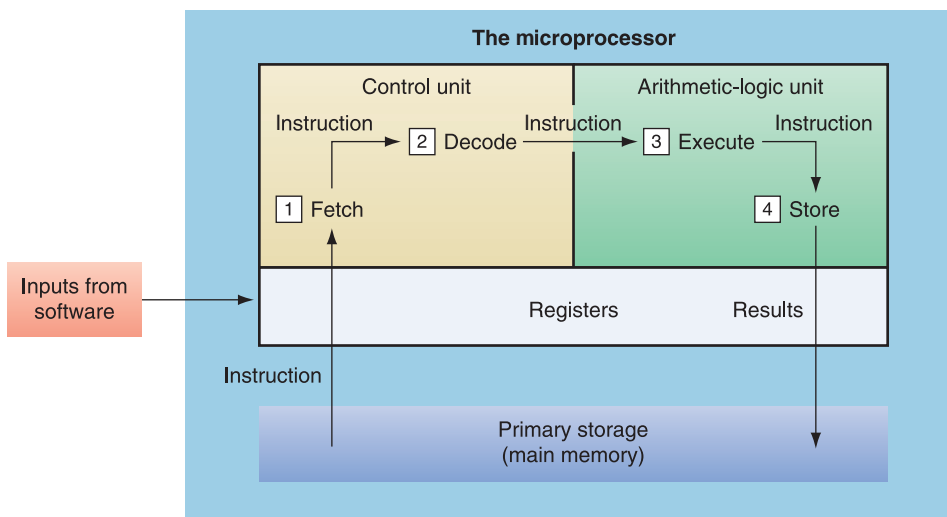 The microprocessor
Control unit
Arithmetic-logic unit
Instruction
Instruction
Instruction
2 Decode
3 Execute
1 Fetch
4 Store
Inputs from
software
Registers
Results
Instruction
Primary storage
(main memory)